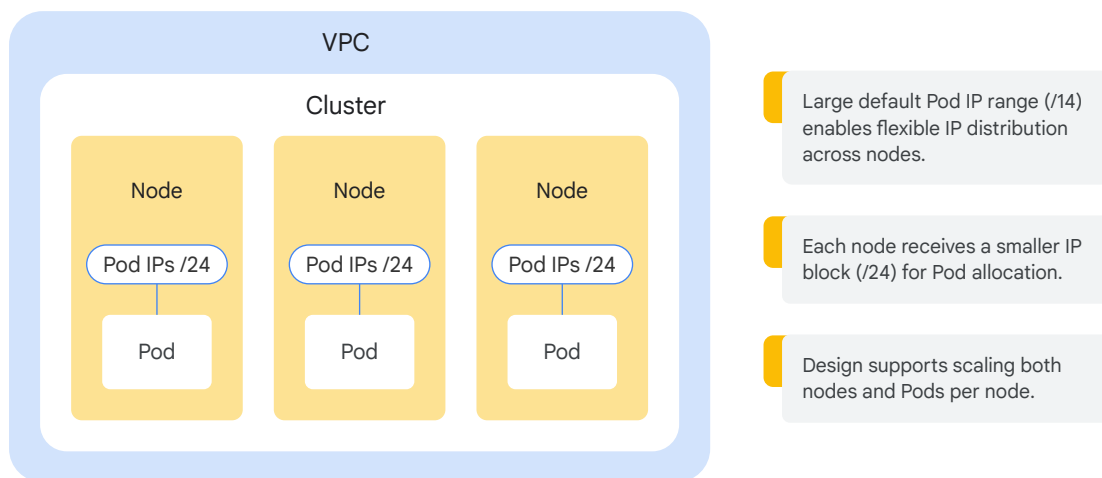 VPC
Cluster
Node
Pod IPs /24
Pod
Node
Pod IPs /24
Pod
Node
Pod IPs /24
Pod
Large default Pod IP range (/14)
enables flexible IP distribution
across nodes.
Each node receives a smaller IP
block (/24) for Pod allocation.
Design supports scaling both
nodes and Pods per node.